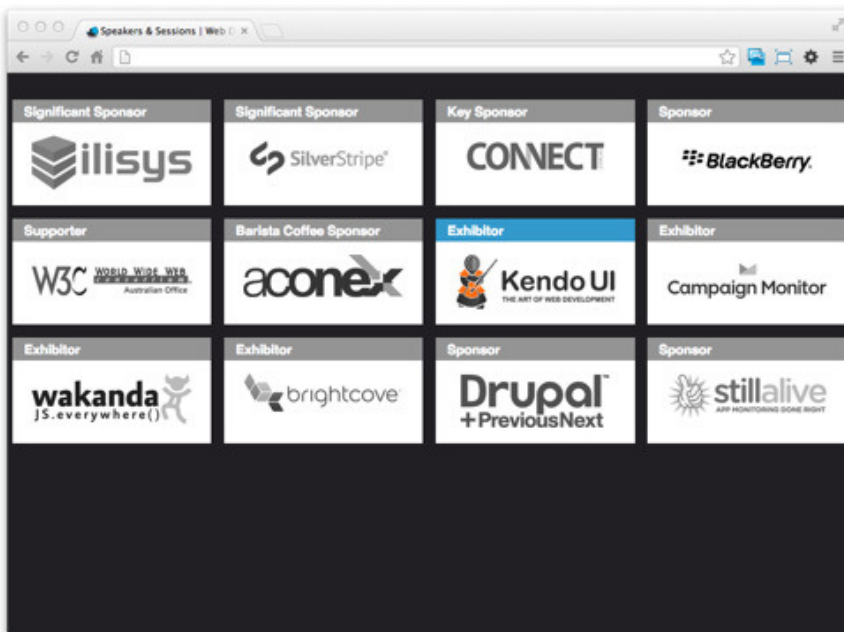 Speakers & Sessions | Web D
Significant Sponsor
ilisys
Significant Sponsor
SilverStripe®
Key Sponsor
CONNECT
Sponsor
BlackBerry.
Supporter
W3C WORLD WIDE WEB
consortium
Australian Office
Barista Coffee Sponsor
aconex
Exhibitor
Kendo UI
THE ART OF WEB DEVELOPMENT
Exhibitor
Campaign Monitor
Exhibitor
wakanda
JS.everywhere()
Exhibitor
brightcove
Sponsor
Drupal™
+PreviousNext
Sponsor
stillalive
APP MONITORING DONE RIGHT